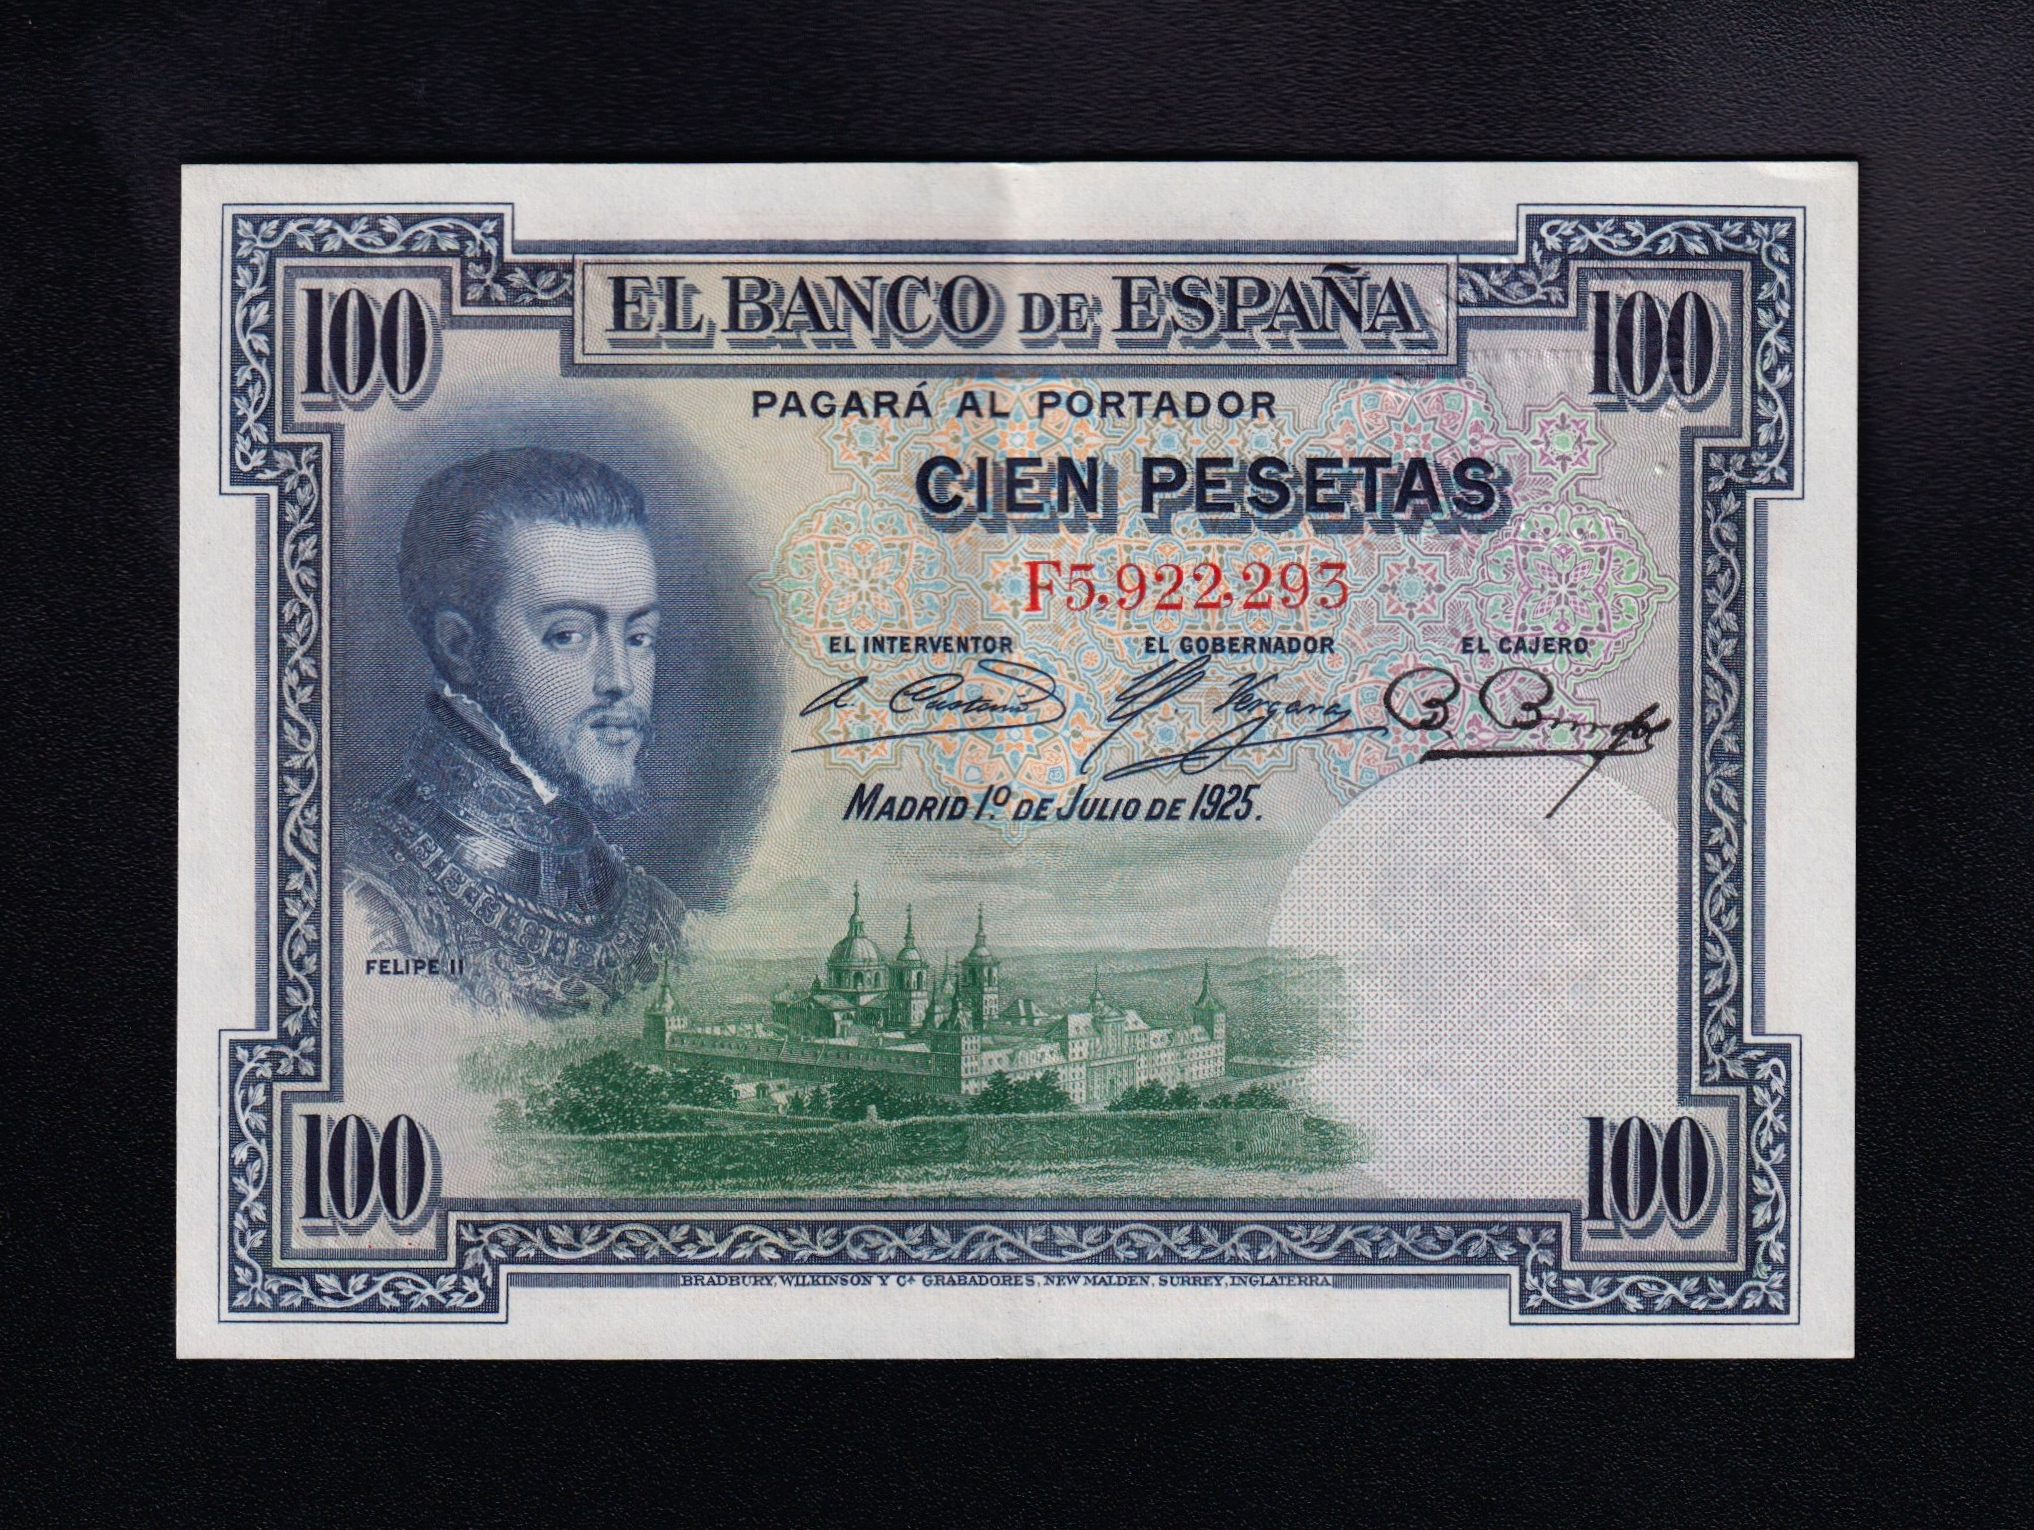 100 EL BANCO DE ESPAÑA 100
PAGARÁ AL PORTADOR
CIEN PESETAS
F5,922,293
EL INTERVENTOR EL GOBERNADOR EL CAJERO
MADRID 1.º DE JULIO DE 1925.
FELIPE II
100 100
BRADBURY, WILKINSON Y Cª GRABADORES, NEW MALDEN, SURREY, INGLATERRA